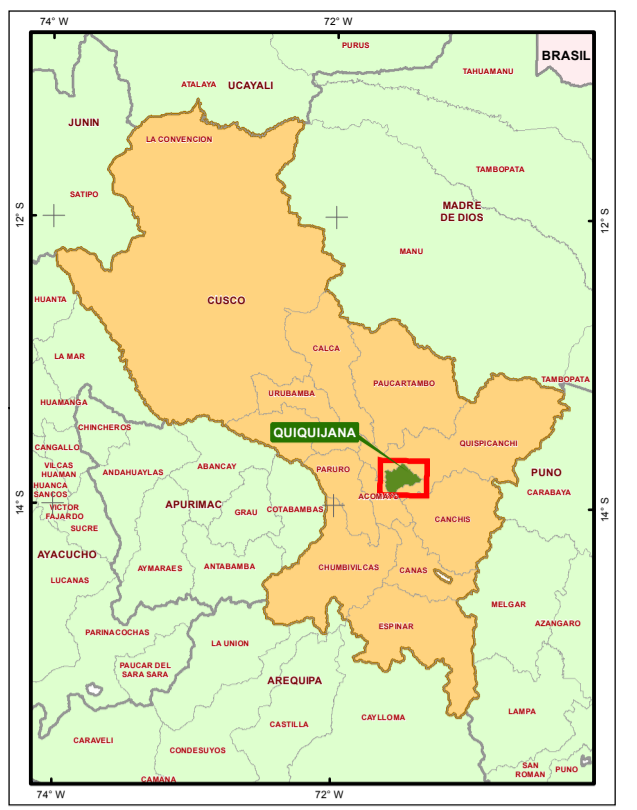 74° W
72° W
PURUS
BRASIL
TAHUAMANU
ATALAYA
UCAYALI
JUNIN
LA CONVENCION
TAMBOPATA
SATIPO
MADRE
DE DIOS
12° S
12° S
MANU
HUANTA
CUSCO
LA MAR
CALCA
PAUCARTAMBO
TAMBOPATA
URUBAMBA
HUAMANGA
CHINCHEROS
QUIQUIJANA
QUISPICANCHI
CANGALLO
VILCAS
HUAMAN
ANDAHUAYLAS
ABANCAY
PARURO
PUNO
HUANCA
SANCOS
ACOMAYO
CARABAYA
14° S
14° S
APURIMAC
VICTOR
FAJARDO
GRAU
COTABAMBAS
CANCHIS
SUCRE
AYACUCHO
AYMARAES
ANTABAMBA
CHUMBIVILCAS
CANAS
LUCANAS
MELGAR
AZANGARO
PARINACOCHAS
ESPINAR
LA UNION
PAUCAR DEL
SARA SARA
AREQUIPA
CASTILLA
CAYLLOMA
LAMPA
CARAVELI
CONDESUYOS
SAN
ROMAN
PUNO
CAMANA
74° W
72° W